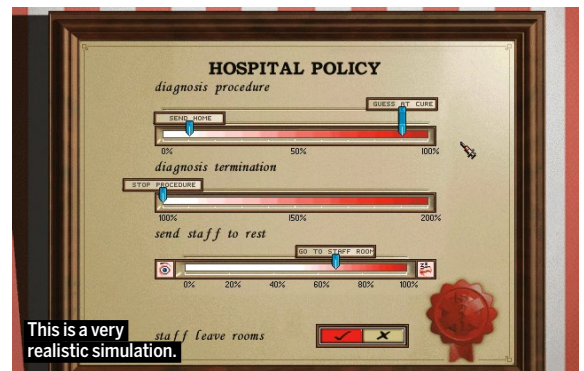 HOSPITAL POLICY
diagnosis procedure
GUESS AT CURE
SEND HOME
0% 50% 100%
diagnosis termination
STOP PROCEDURE
100% 150% 200%
send staff to rest
GO TO STAFF ROOM
0% 20% 40% 60% 80% 100%
staff leave rooms
This is a very
realistic simulation.